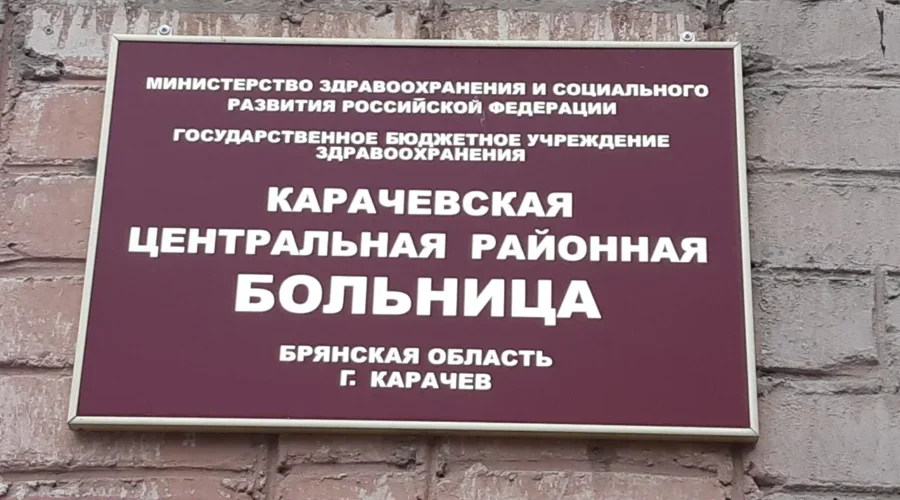 МИНИСТЕРСТВО ЗДРАВООХРАНЕНИЯ И СОЦИАЛЬНОГО
РАЗВИТИЯ РОССИЙСКОЙ ФЕДЕРАЦИИ
ГОСУДАРСТВЕННОЕ БЮДЖЕТНОЕ УЧРЕЖДЕНИЕ
ЗДРАВООХРАНЕНИЯ
КАРАЧЕВСКАЯ
ЦЕНТРАЛЬНАЯ РАЙОННАЯ
БОЛЬНИЦА
БРЯНСКАЯ ОБЛАСТЬ
Г. КАРАЧЕВ